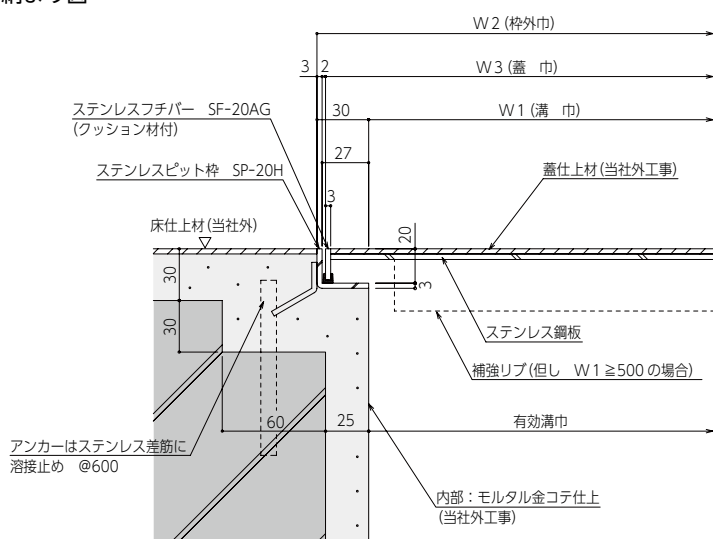 W2 (枠外巾)
3 2
W3 (蓋 巾)
ステンレスフチバー SF-20AG
(クッション材付)
30
W1 (溝 巾)
27
ステンレスピット枠 SP-20H
蓋仕上材(当社外工事)
3
床仕上材(当社外)
20
30
3
30
ステンレス鋼板
補強リブ(但し W1≧500の場合)
60
25
有効溝巾
アンカーはステンレス差筋に
溶接止め @600
内部：モルタル金コテ仕上
(当社外工事)